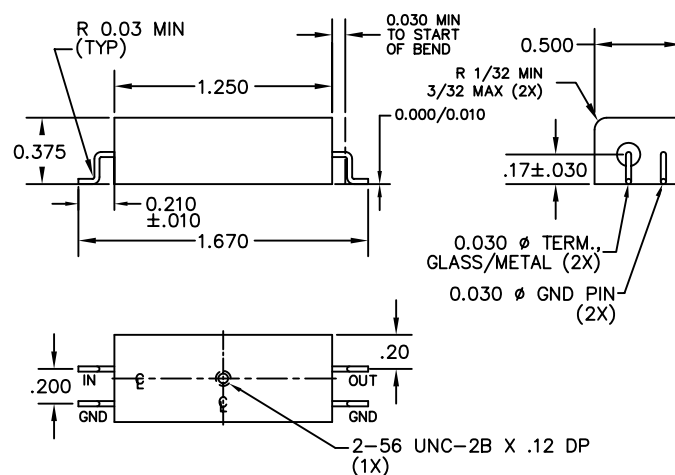 R 0.03 MIN
(TYP)
0.030 MIN
TO START
OF BEND
0.500
1.250
R 1/32 MIN
3/32 MAX (2X)
0.000/0.010
0.375
.17±.030
0.210
±.010
1.670
0.030 ø TERM.,
GLASS/METAL (2X)
0.030 ø GND PIN
(2X)
.20
IN
OUT
.200
℄
℄
GND
GND
2-56 UNC-2B X .12 DP
(1X)